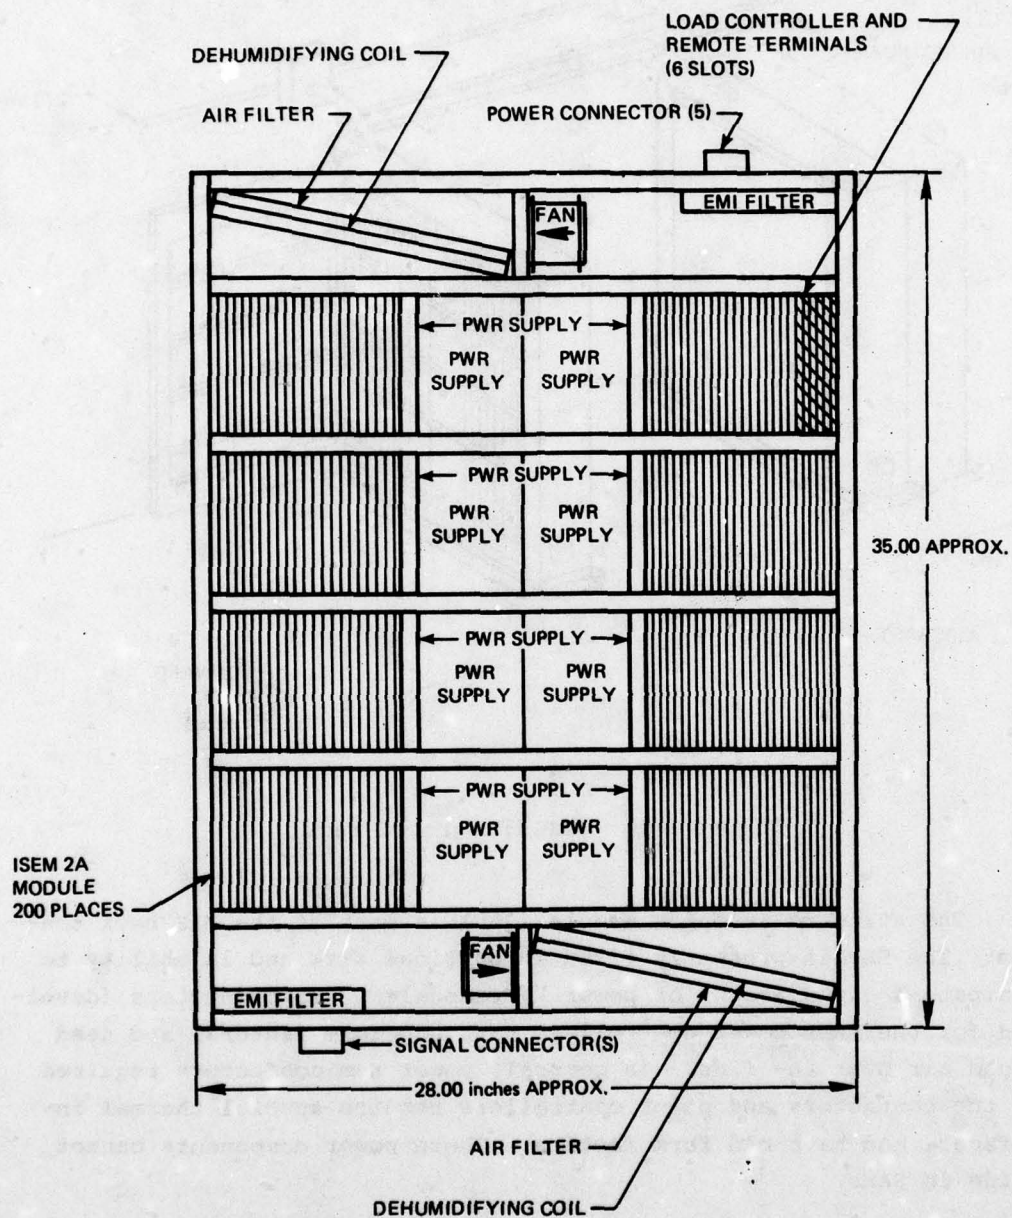 LOAD CONTROLLER AND
REMOTE TERMINALS
(6 SLOTS)
DEHUMIDIFYING COIL
AIR FILTER
POWER CONNECTOR (5)
FAN
EMI FILTER
PWR SUPPLY
PWR
SUPPLY
PWR
SUPPLY
PWR SUPPLY
PWR
SUPPLY
PWR
SUPPLY
35.00 APPROX.
PWR SUPPLY
PWR
SUPPLY
PWR
SUPPLY
PWR SUPPLY
PWR
SUPPLY
PWR
SUPPLY
ISEM 2A
MODULE
200 PLACES
FAN
EMI FILTER
SIGNAL CONNECTOR(S)
28.00 inches APPROX.
AIR FILTER
DEHUMIDIFYING COIL